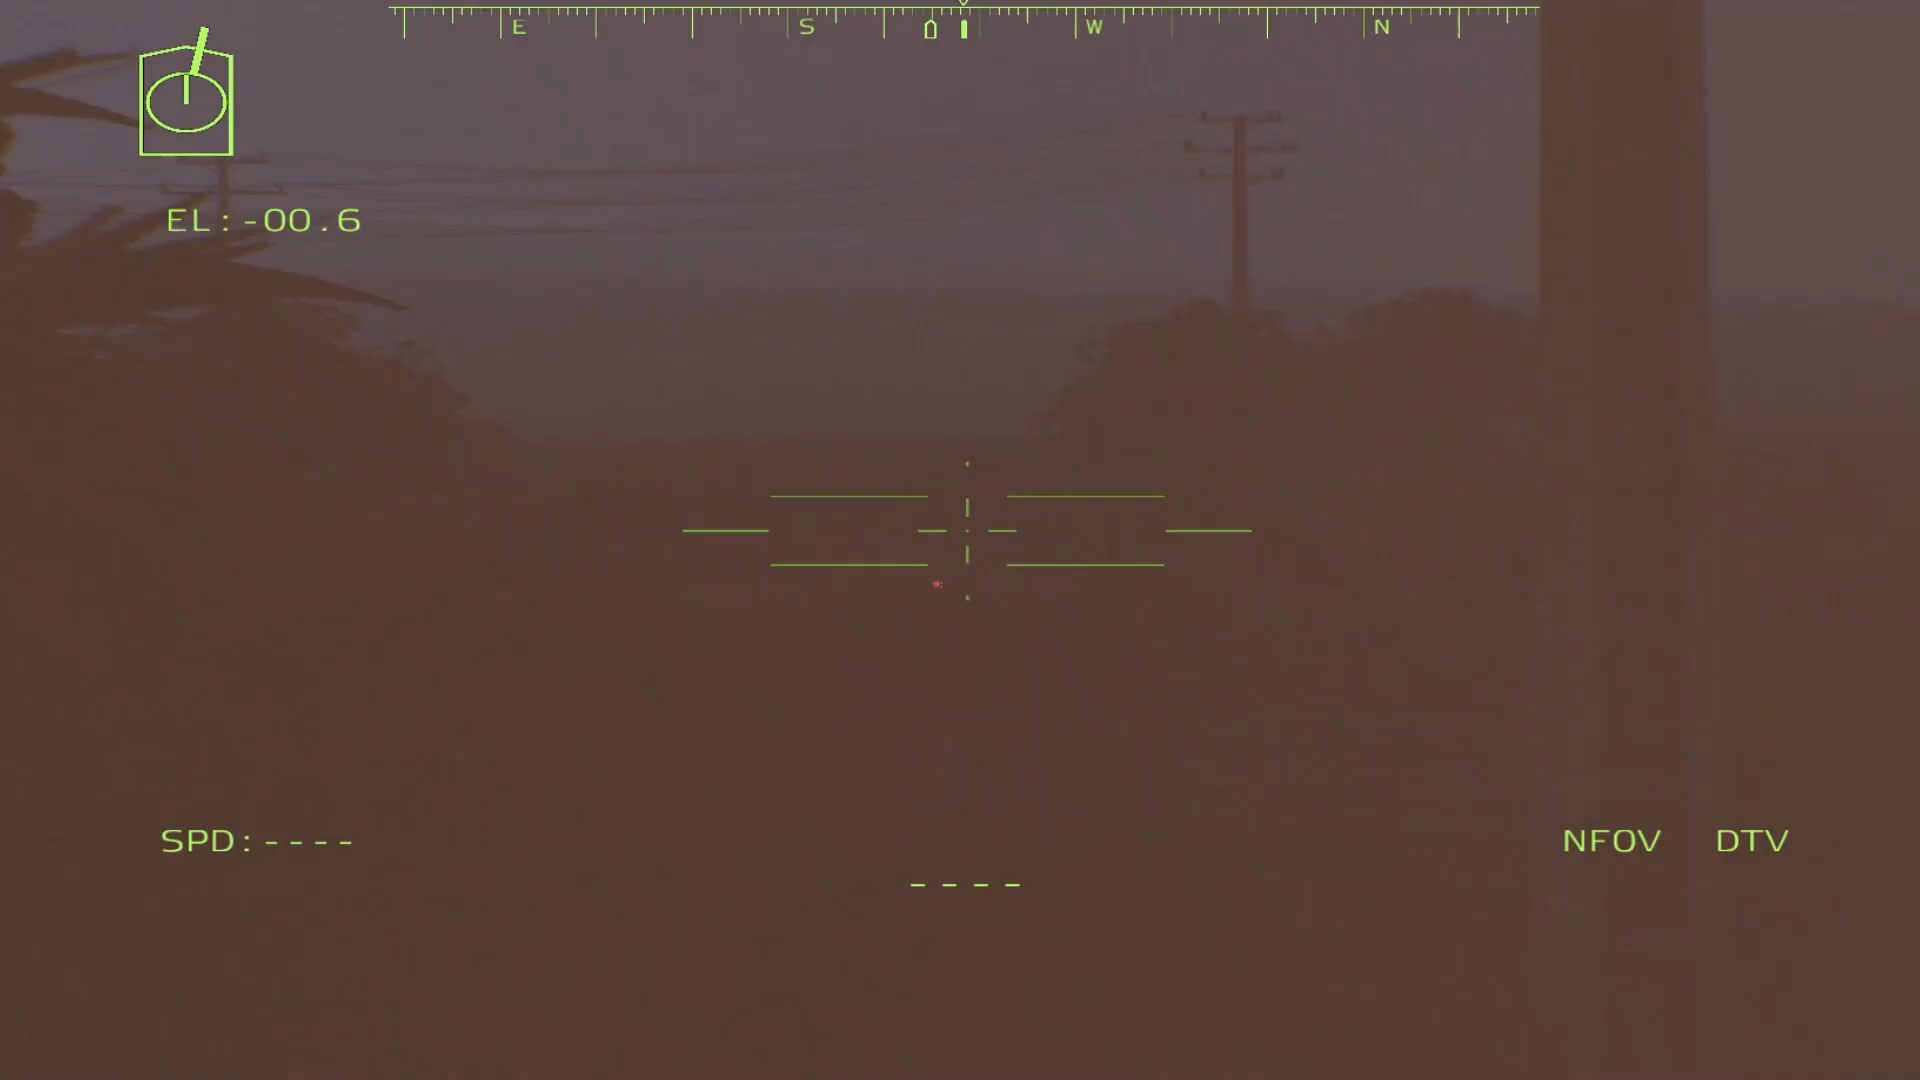 E S W N
EL:-00.6
SPD:---- NFOV DTV
----